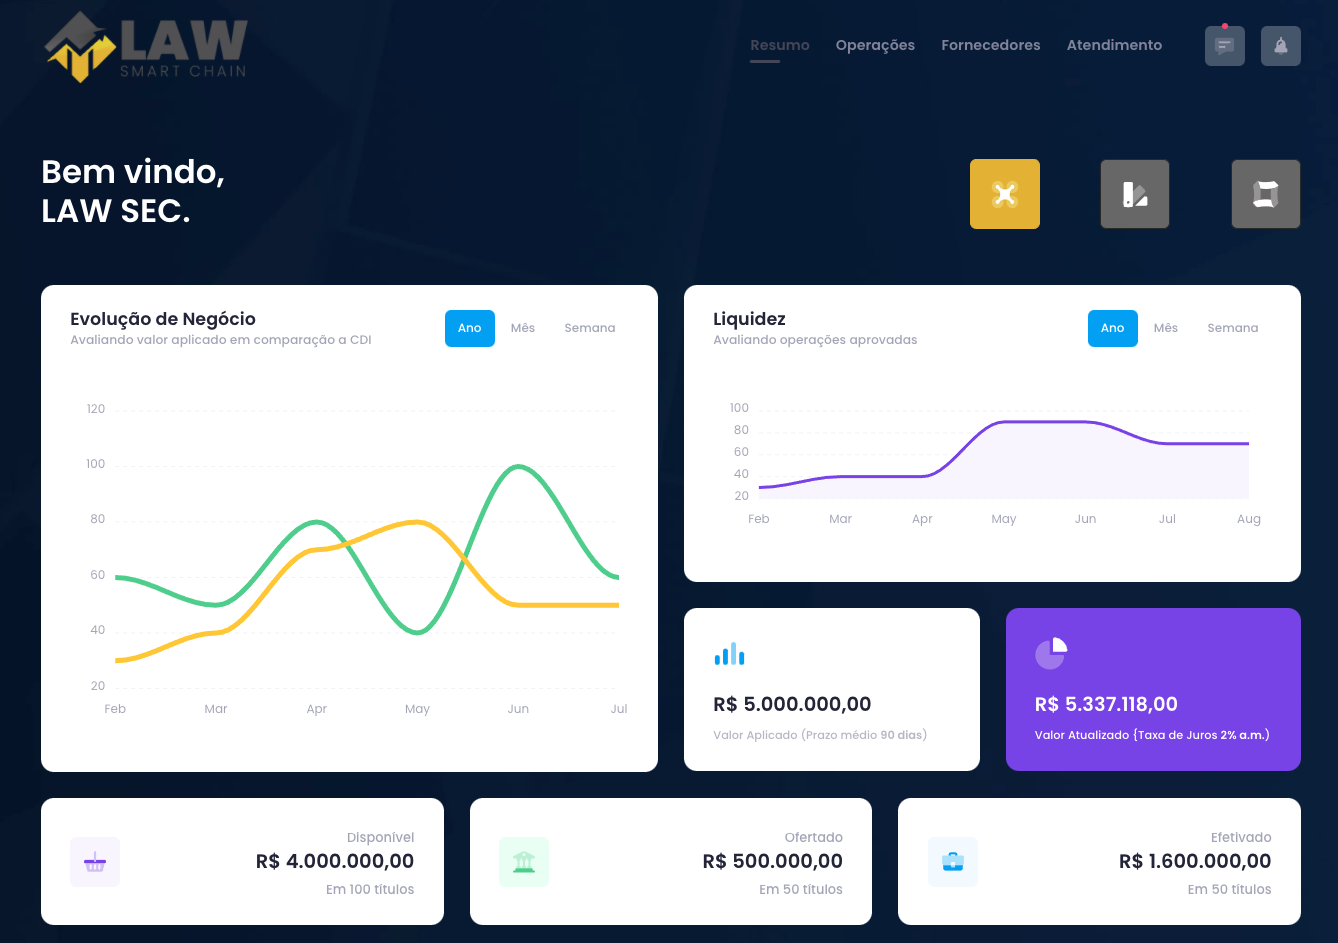 LAW
SMART CHAIN
Resumo
Operações
Fornecedores
Atendimento
Bem vindo,
LAW SEC.
Evolução de Negócio
Avaliando valor aplicado em comparação a CDI
Ano
Mês
Semana
120
100
80
60
40
20
Feb
Mar
Apr
May
Jun
Jul
Liquidez
Avaliando operações aprovadas
Ano
Mês
Semana
100
80
60
40
20
Feb
Mar
Apr
May
Jun
Jul
Aug
R$ 5.000.000,00
Valor Aplicado (Prazo médio 90 dias)
R$ 5.337.118,00
Valor Atualizado {Taxa de Juros 2% a.m.)
Disponível
R$ 4.000.000,00
Em 100 títulos
Ofertado
R$ 500.000,00
Em 50 títulos
Efetivado
R$ 1.600.000,00
Em 50 títulos